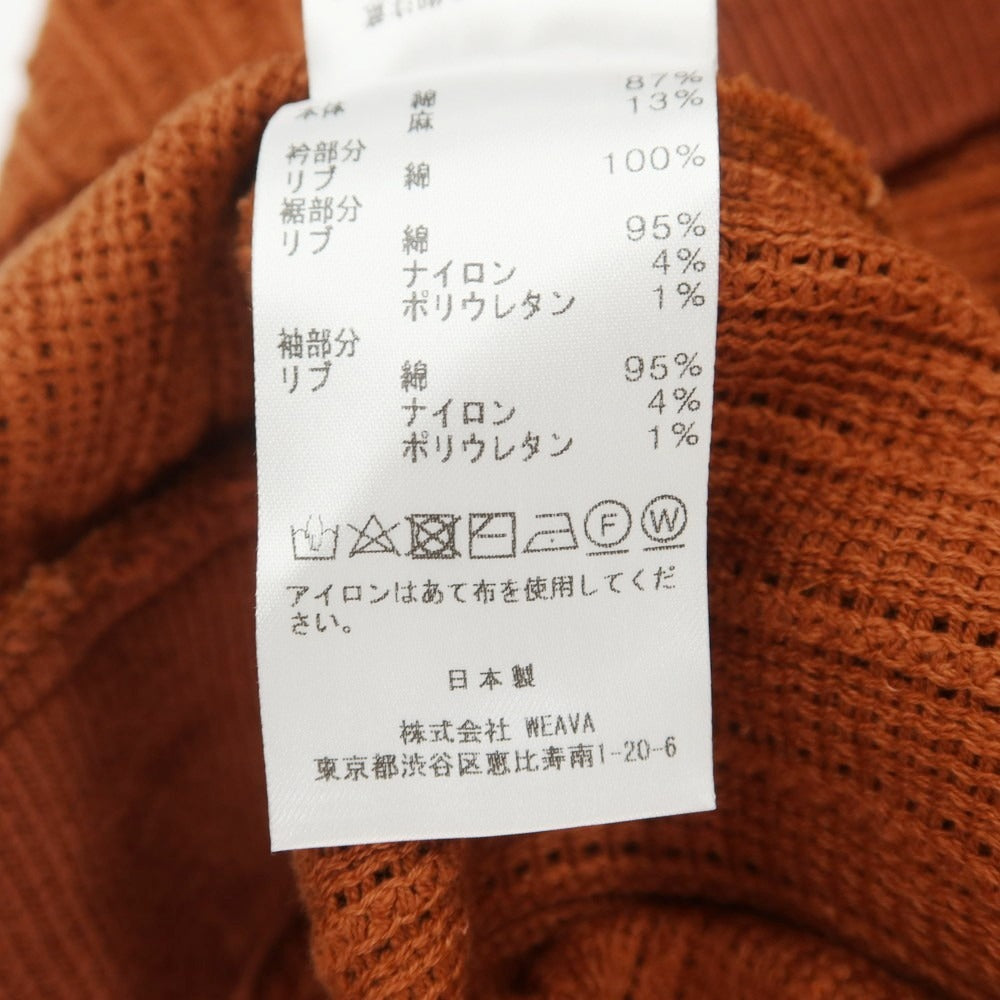 本体 綿 87%
麻 13%
衿部分
リブ 綿 100%
裾部分
リブ 綿 95%
ナイロン 4%
ポリウレタン 1%
袖部分
リブ 綿 95%
ナイロン 4%
ポリウレタン 1%
F W
アイロンはあて布を使用してくだ
さい。
日本製
株式会社 WEAVA
東京都渋谷区恵比寿南1-20-6